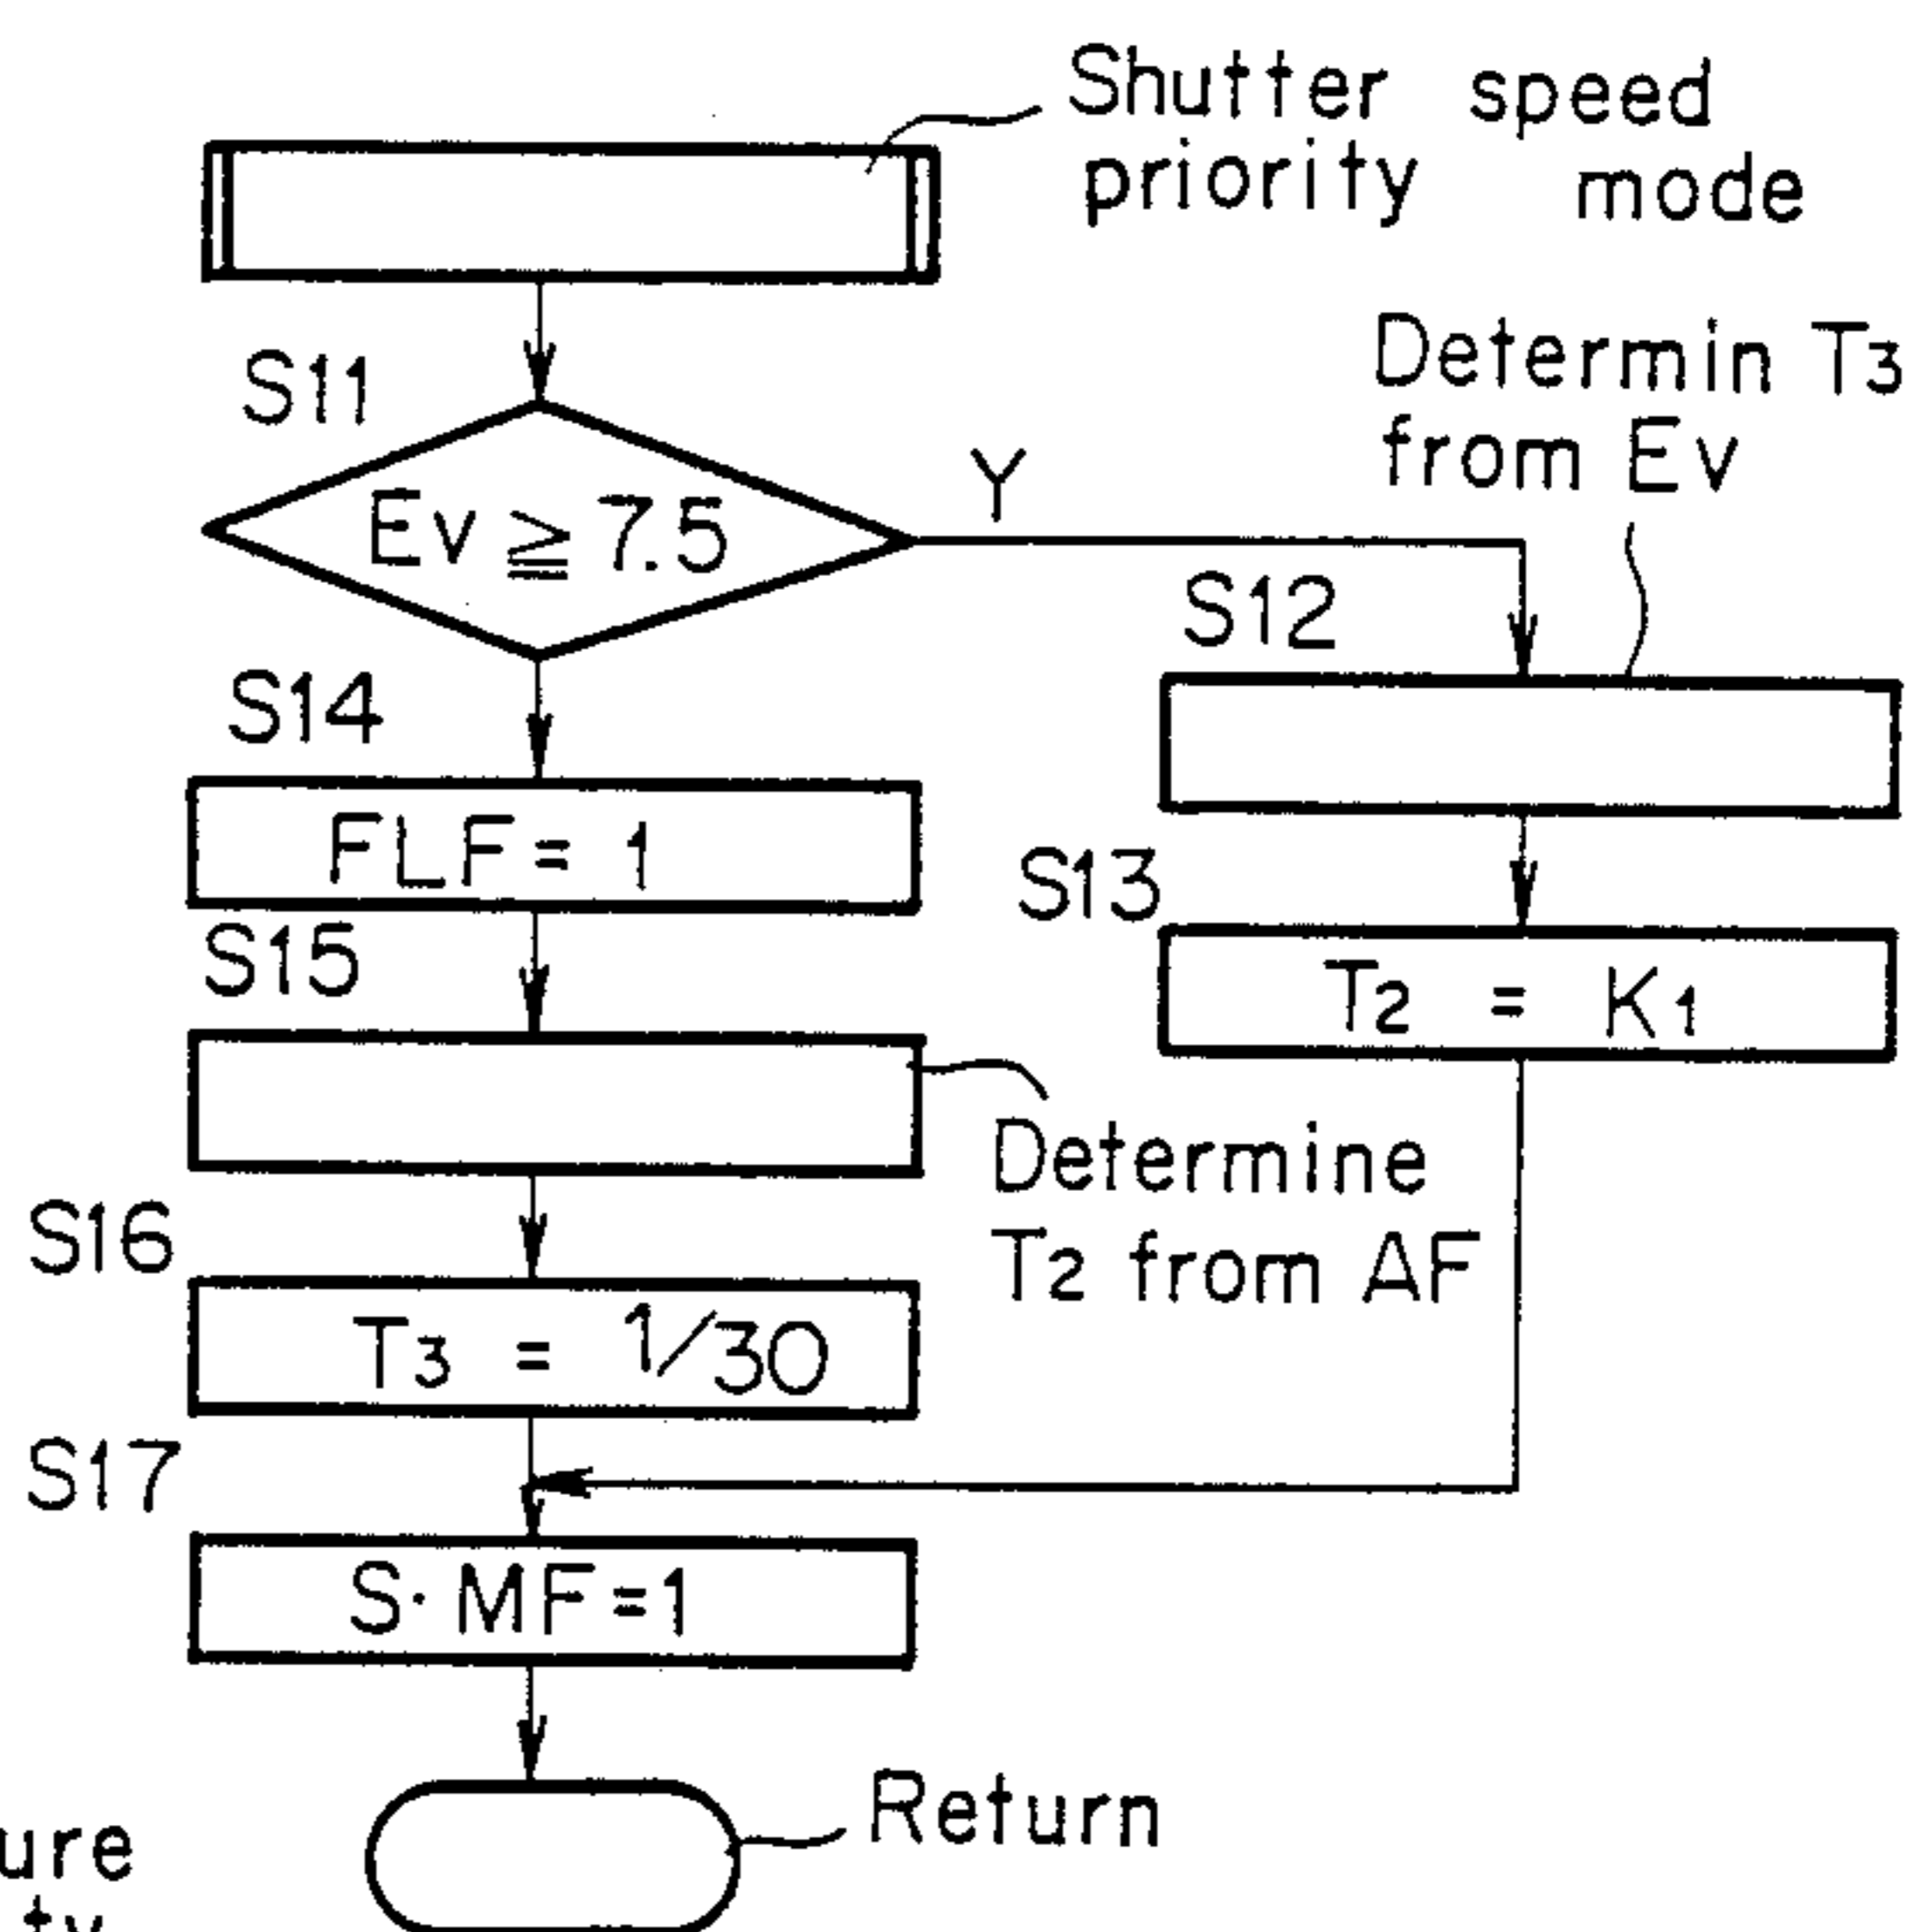 Shutter speed
priority mode
S11
Determin T3
from Ev
Ev ≧ 7.5
Y
S12
S14
FLF= 1
S13
S15
T2 = K1
Determine
T2 from AF
S16
T3 = 1/30
S17
S·MF=1
Return
ure
ty